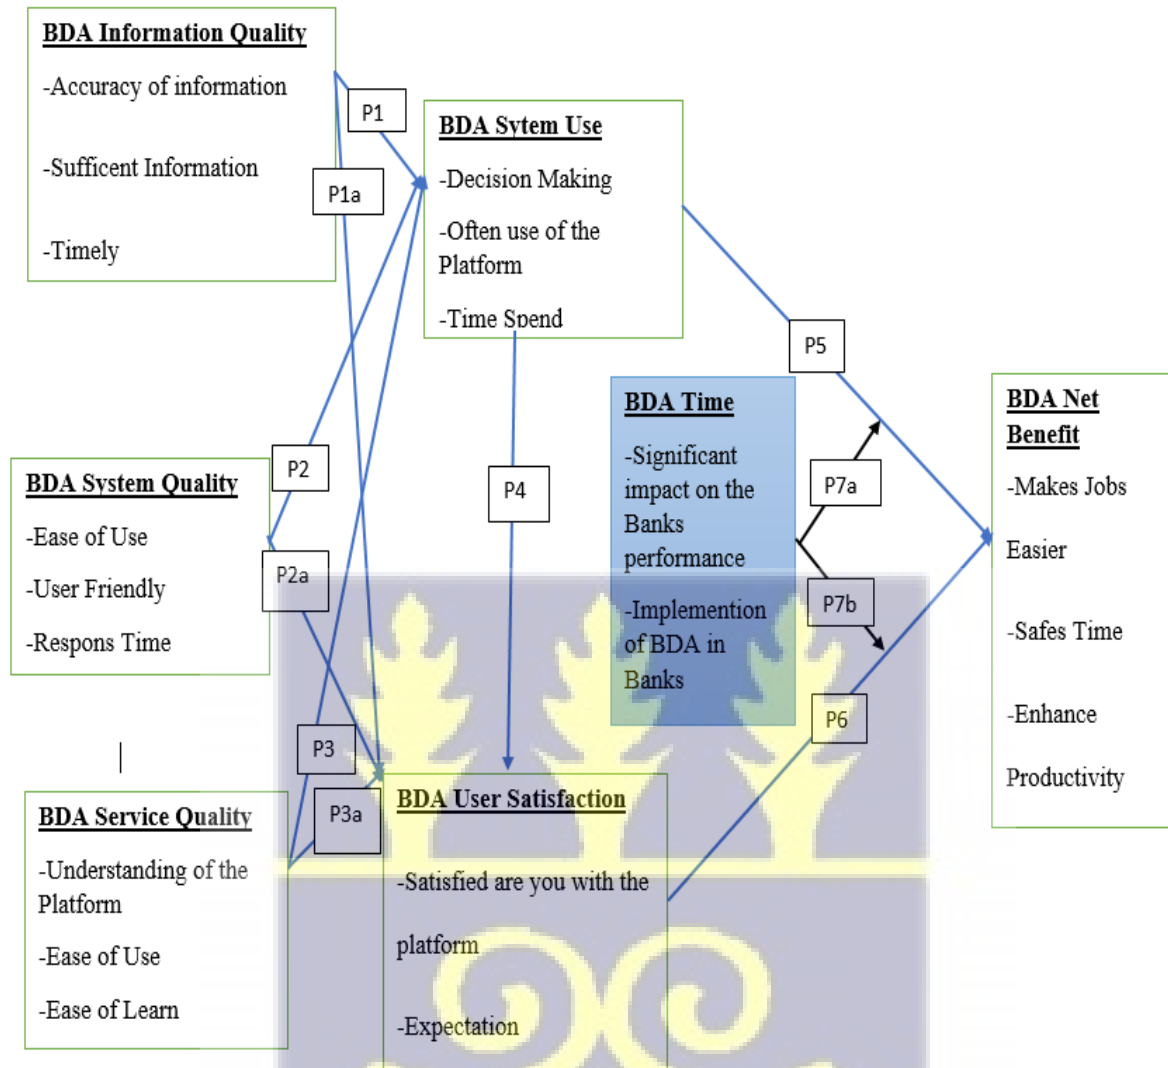 BDA Information Quality
-Accuracy of information
-Sufficent Information
-Timely
P1
P1a
BDA Sytem Use
-Decision Making
-Often use of the
Platform
-Time Spend
P5
BDA Time
-Significant
impact on the
Banks
performance
-Implemention
of BDA in
Banks
BDA Net
Benefit
-Makes Jobs
Easier
-Safes Time
-Enhance
Productivity
P2
P4
P7a
BDA System Quality
-Ease of Use
-User Friendly
-Respons Time
P2a
P7b
P6
P3
P3a
BDA Service Quality
-Understanding of the
Platform
-Ease of Use
-Ease of Learn
BDA User Satisfaction
-Satisfied are you with the
platform
-Expectation